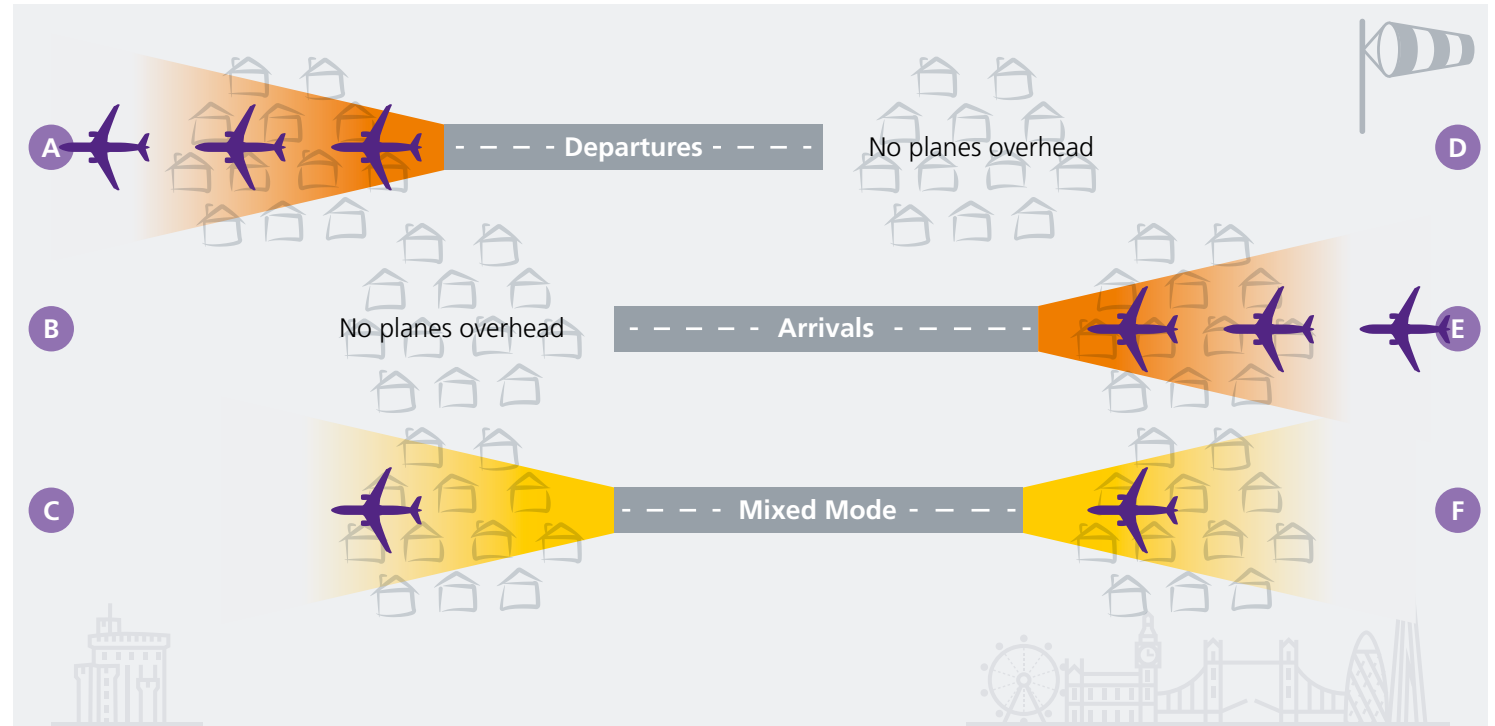 A
Departures
No planes overhead
D
B
No planes overhead
Arrivals
E
C
Mixed Mode
F